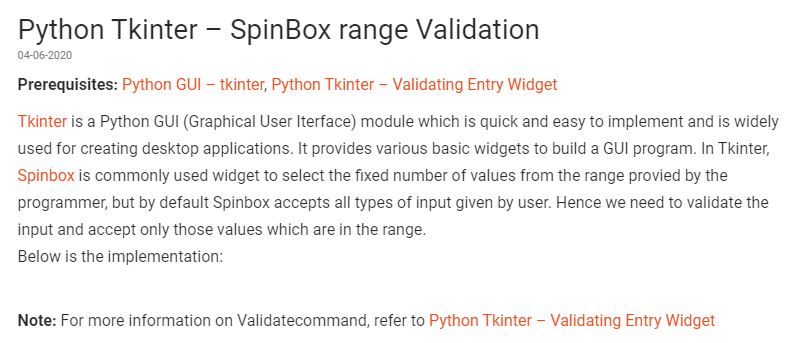 Python Tkinter – SpinBox range Validation
04-06-2020
Prerequisites: Python GUI – tkinter, Python Tkinter – Validating Entry Widget
Tkinter is a Python GUI (Graphical User Iterface) module which is quick and easy to implement and is widely
used for creating desktop applications. It provides various basic widgets to build a GUI program. In Tkinter,
Spinbox is commonly used widget to select the fixed number of values from the range provied by the
programmer, but by default Spinbox accepts all types of input given by user. Hence we need to validate the
input and accept only those values which are in the range.
Below is the implementation:
Note: For more information on Validatecommand, refer to Python Tkinter – Validating Entry Widget